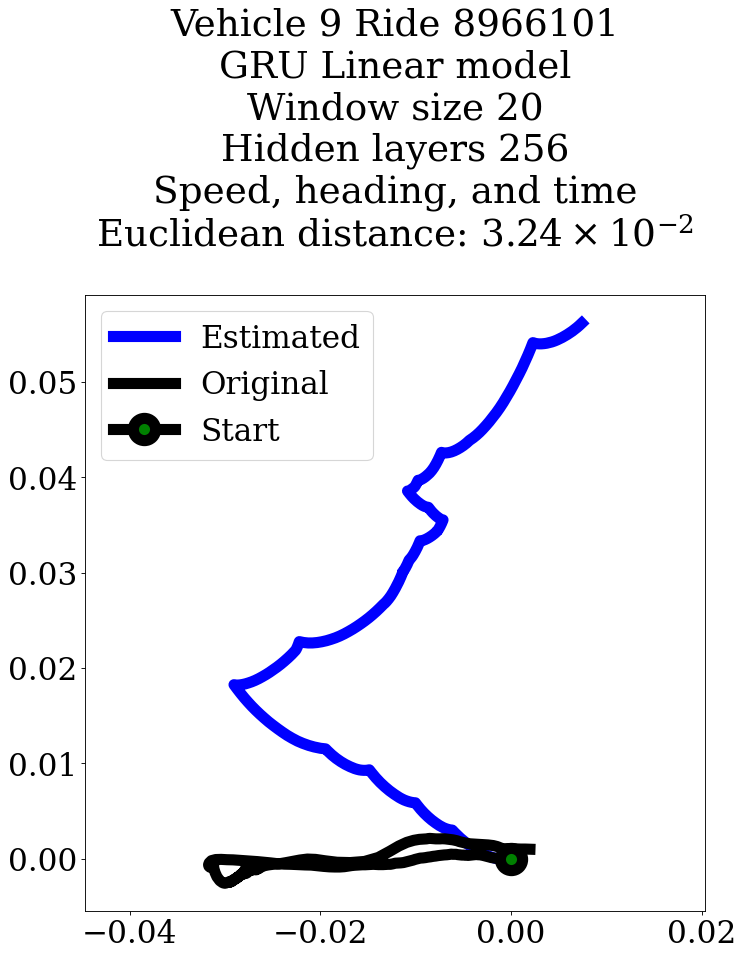 Vehicle 9 Ride 8966101
GRU Linear model
Window size 20
Hidden layers 256
Speed, heading, and time
Euclidean distance: 3.24 × 10⁻²
Estimated
Original
Start
0.05
0.04
0.03
0.02
0.01
0.00
−0.04
−0.02
0.00
0.02